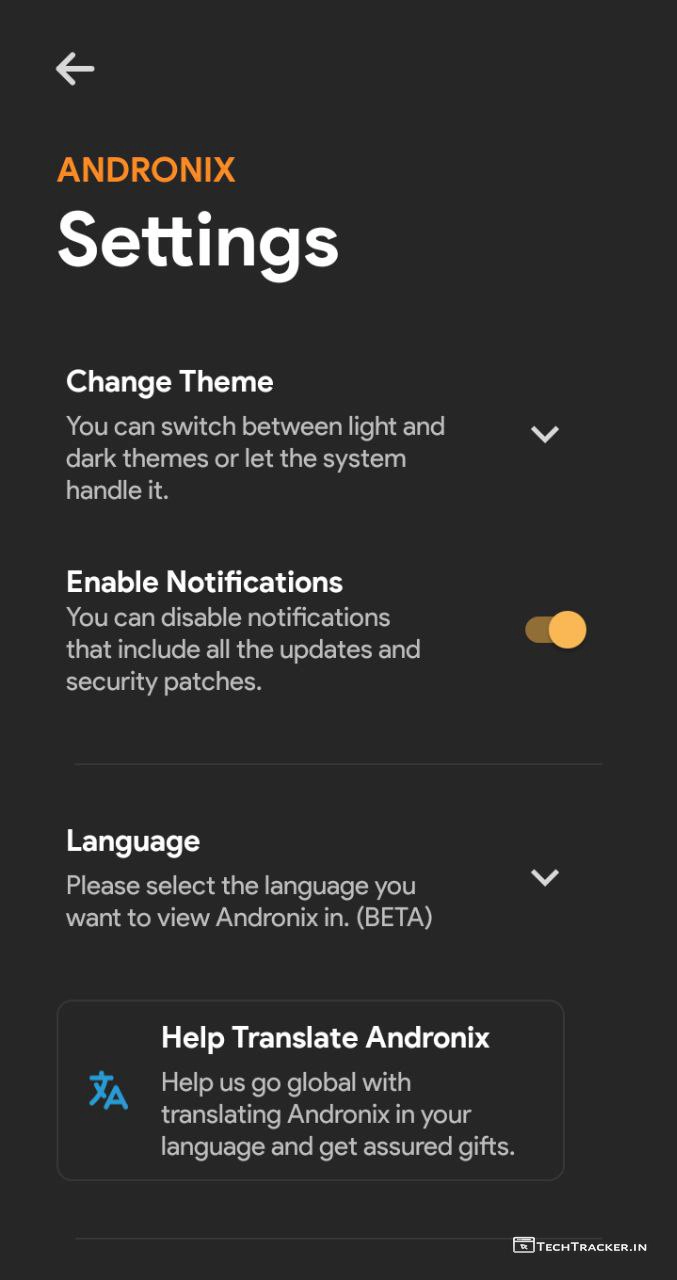 ANDRONIX
Settings
Change Theme
You can switch between light and
dark themes or let the system
handle it.
Enable Notifications
You can disable notifications
that include all the updates and
security patches.
Language
Please select the language you
want to view Andronix in. (BETA)
Help Translate Andronix
Help us go global with
translating Andronix in your
language and get assured gifts.
TECHTRACKER.IN